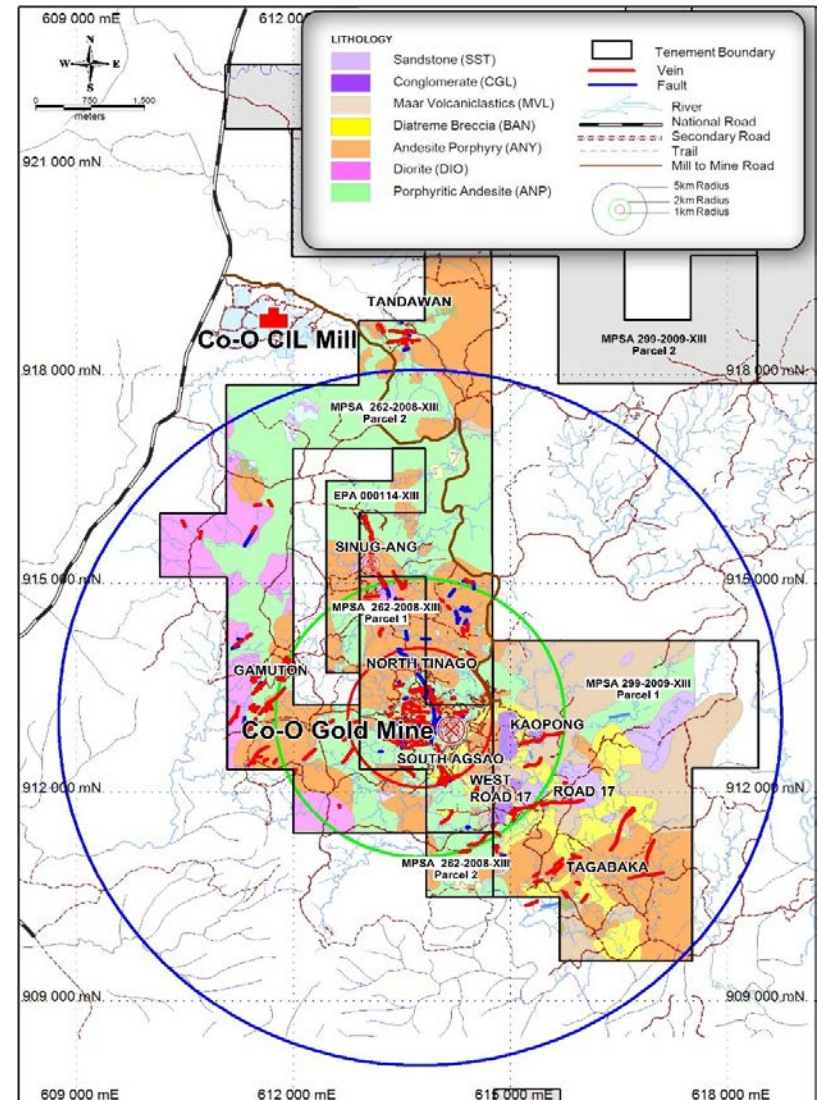 609 000 mE
612 000 mE
N
W
E
S
0 750 1,500
meters
LITHOLOGY
Sandstone (SST)
Conglomerate (CGL)
Maar Volcaniclastics (MVL)
Diatreme Breccia (BAN)
Andesite Porphyry (ANY)
Diorite (DIO)
Porphyritic Andesite (ANP)
Tenement Boundary
Vein
Fault
River
National Road
Secondary Road
Trail
Mill to Mine Road
5km Radius
2km Radius
1km Radius
921 000 mN
TANDAWAN
Co-O CIL Mill
MPSA 299-2009-XIII
Parcel 2
918 000 mN
918 000 mN
MPSA 262-2008-XIII
Parcel 2
EPA 000114-XIII
SINUG-ANG
915 000 mN
915 000 mN
MPSA 262-2008-XIII
Parcel 1
NORTH TINAGO
GAMUTON
MPSA 299-2009-XIII
Parcel 1
Co-O Gold Mine
KAOPONG
SOUTH AGSAO
WEST
ROAD 17
ROAD 17
912 000 mN
912 000 mN
MPSA 262-2008-XIII
Parcel 2
TAGABAKA
909 000 mN
909 000 mN
609 000 mE
612 000 mE
615 000 mE
618 000 mE